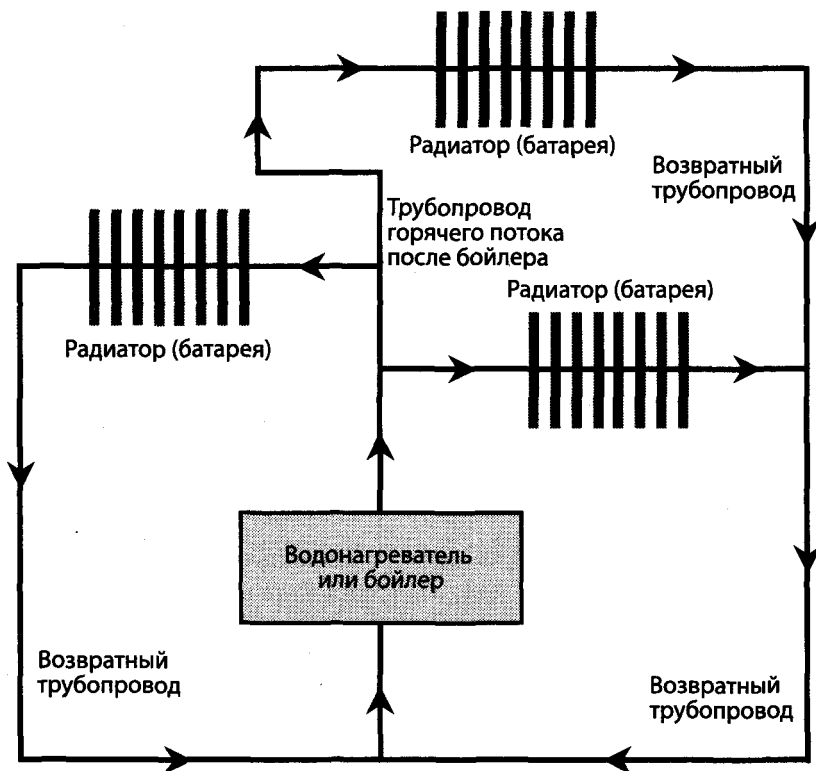 Радиатор (батарея)
Возвратный
трубопровод
Трубопровод
горячего потока
после бойлера
Радиатор (батарея)
Радиатор (батарея)
Водонагреватель
или бойлер
Возвратный
трубопровод
Возвратный
трубопровод